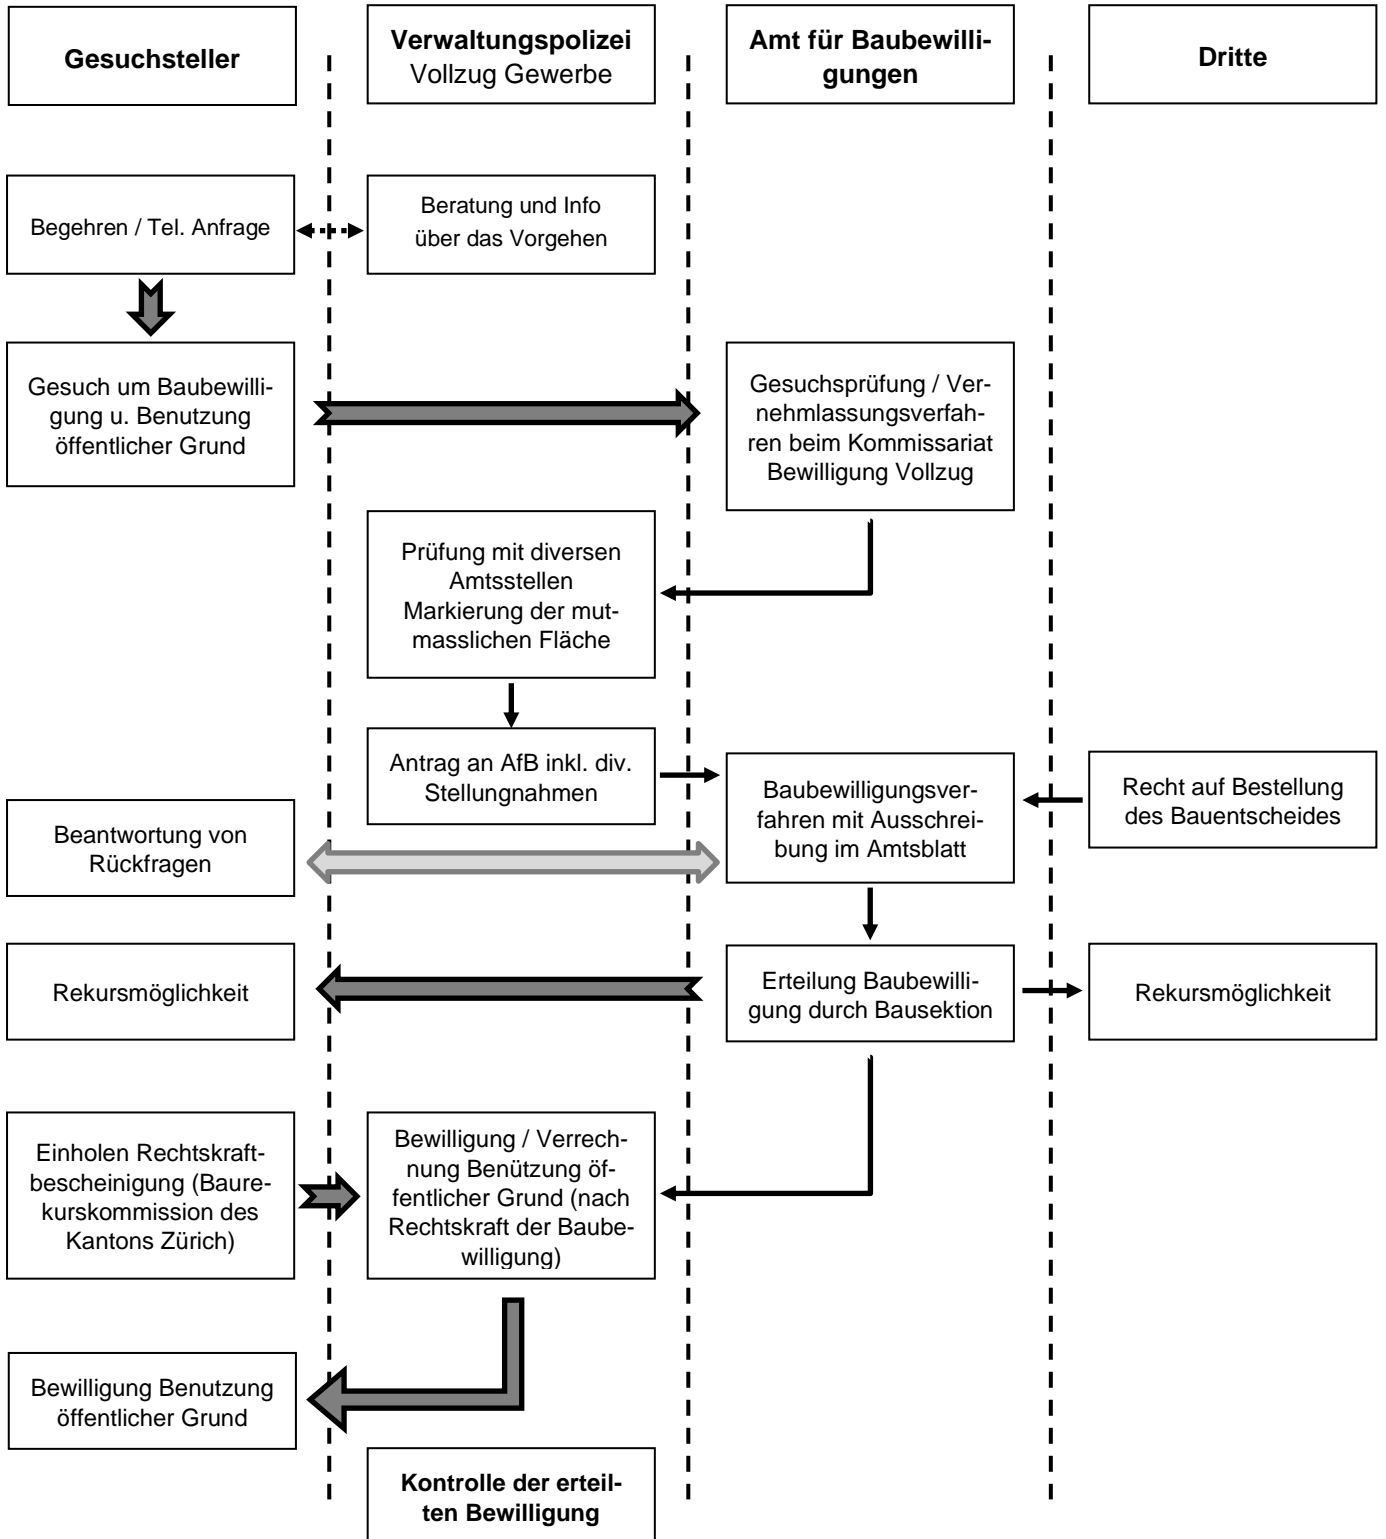 Gesuchsteller
Verwaltungspolizei
Vollzug Gewerbe
Amt für Baubewilli-
gungen
Dritte
Begehren / Tel. Anfrage
Beratung und Info
über das Vorgehen
Gesuch um Baubewilli-
gung u. Benutzung
öffentlicher Grund
Gesuchsprüfung / Ver-
nehmlassungsverfah-
ren beim Kommissariat
Bewilligung Vollzug
Prüfung mit diversen
Amtsstellen
Markierung der mut-
masslichen Fläche
Antrag an AfB inkl. div.
Stellungnahmen
Baubewilligungsver-
fahren mit Ausschrei-
bung im Amtsblatt
Recht auf Bestellung
des Bauentscheides
Beantwortung von
Rückfragen
Rekursmöglichkeit
Erteilung Baubewilli-
gung durch Bausektion
Rekursmöglichkeit
Einholen Rechtskraft-
bescheinigung (Baure-
kurskommission des
Kantons Zürich)
Bewilligung / Verrech-
nung Benützung öf-
fentlicher Grund (nach
Rechtskraft der Baube-
willigung)
Bewilligung Benutzung
öffentlicher Grund
Kontrolle der erteil-
ten Bewilligung